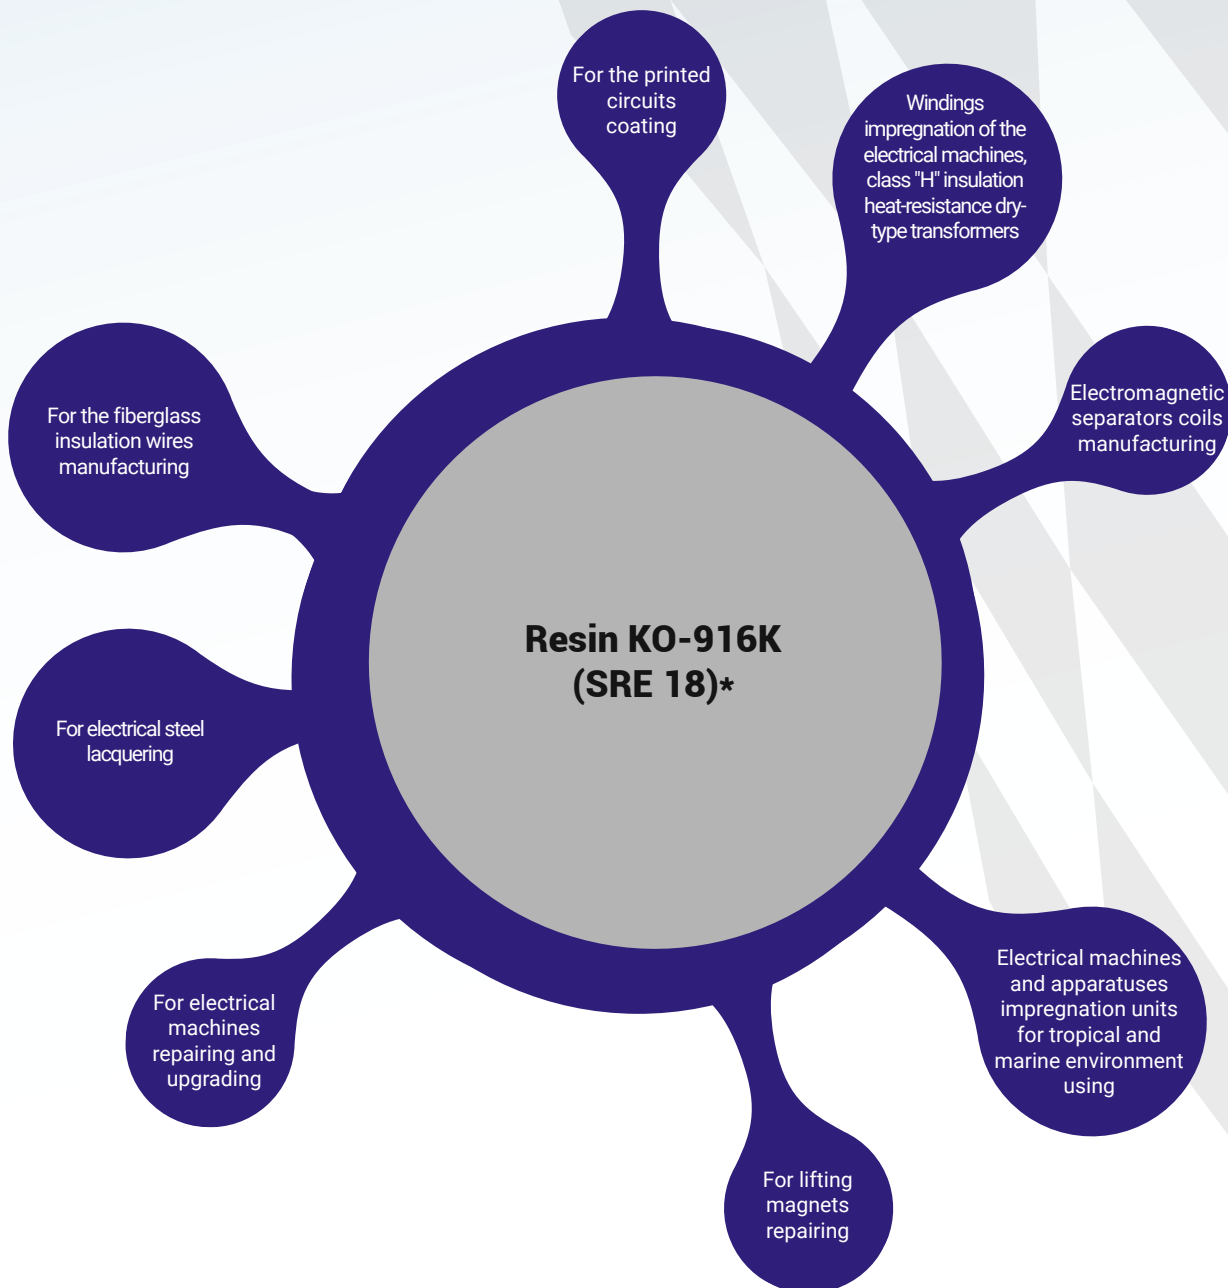 For the printed
circuits
coating
Windings
impregnation of the
electrical machines,
class "H" insulation
heat-resistance dry-
type transformers
Electromagnetic
separators coils
manufacturing
For the fiberglass
insulation wires
manufacturing
Resin KO-916K
(SRE 18)*
For electrical steel
lacquering
Electrical machines
and apparatuses
impregnation units
for tropical and
marine environment
using
For electrical
machines
repairing and
upgrading
For lifting
magnets
repairing